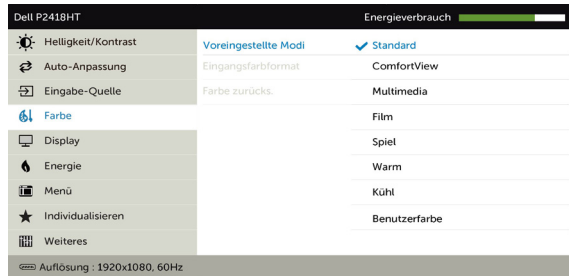 Dell P2418HT
Energieverbrauch
Helligkeit/Kontrast
Voreingestellte Modi
Standard
Auto-Anpassung
Eingangsfarbformat
ComfortView
Eingabe-Quelle
Farbe zurücks.
Multimedia
Farbe
Film
Display
Spiel
Energie
Warm
Menü
Kühl
Individualisieren
Benutzerfarbe
Weiteres
Auflösung : 1920x1080, 60Hz